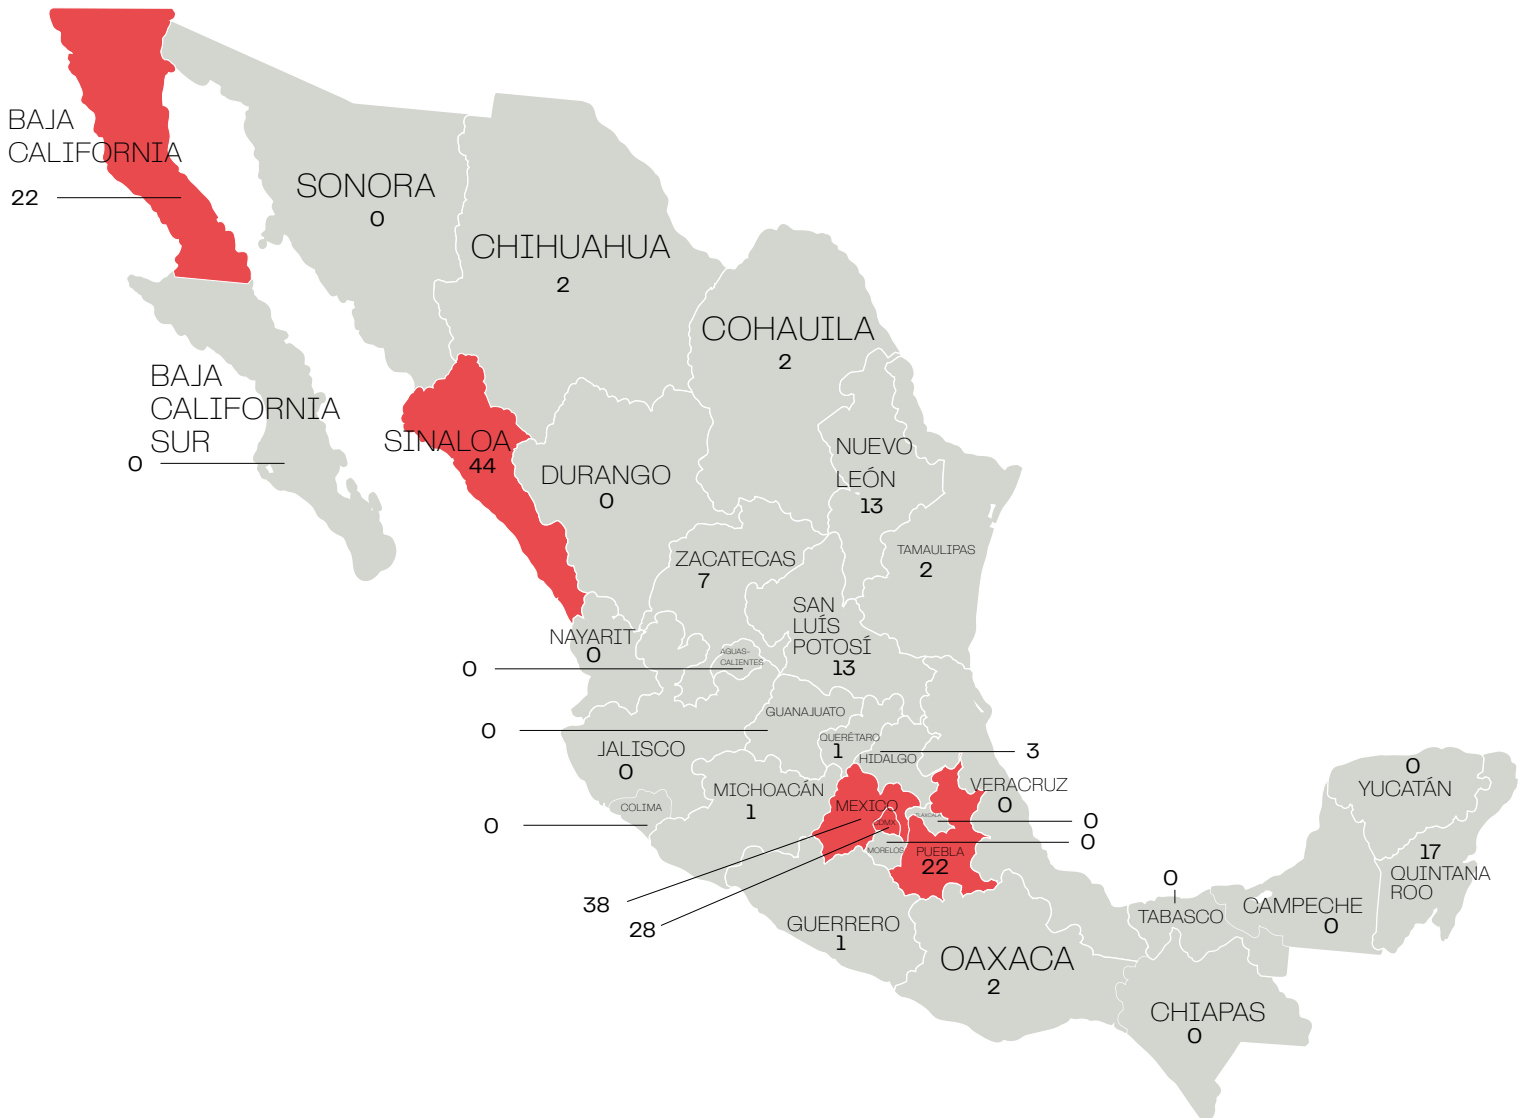 BAJA
CALIFORNIA
22
SONORA
0
CHIHUAHUA
2
COHAUILA
2
BAJA
CALIFORNIA
SUR
0
SINALOA
44
DURANGO
0
NUEVO
LEÓN
13
TAMAULIPAS
2
ZACATECAS
7
SAN
LUÍS
POTOSÍ
13
NAYARIT
0
AGUAS-
CALIENTES
0
GUANAJUATO
0
QUERÉTARO
1
HIDALGO
3
JALISCO
0
MICHOACÁN
1
COLIMA
0
MEXICO
38
CDMX
28
VERACRUZ
0
TLAXCALA
0
MORELOS
0
PUEBLA
22
GUERRERO
1
OAXACA
2
0
TABASCO
CAMPECHE
0
0
YUCATÁN
17
QUINTANA
ROO
CHIAPAS
0